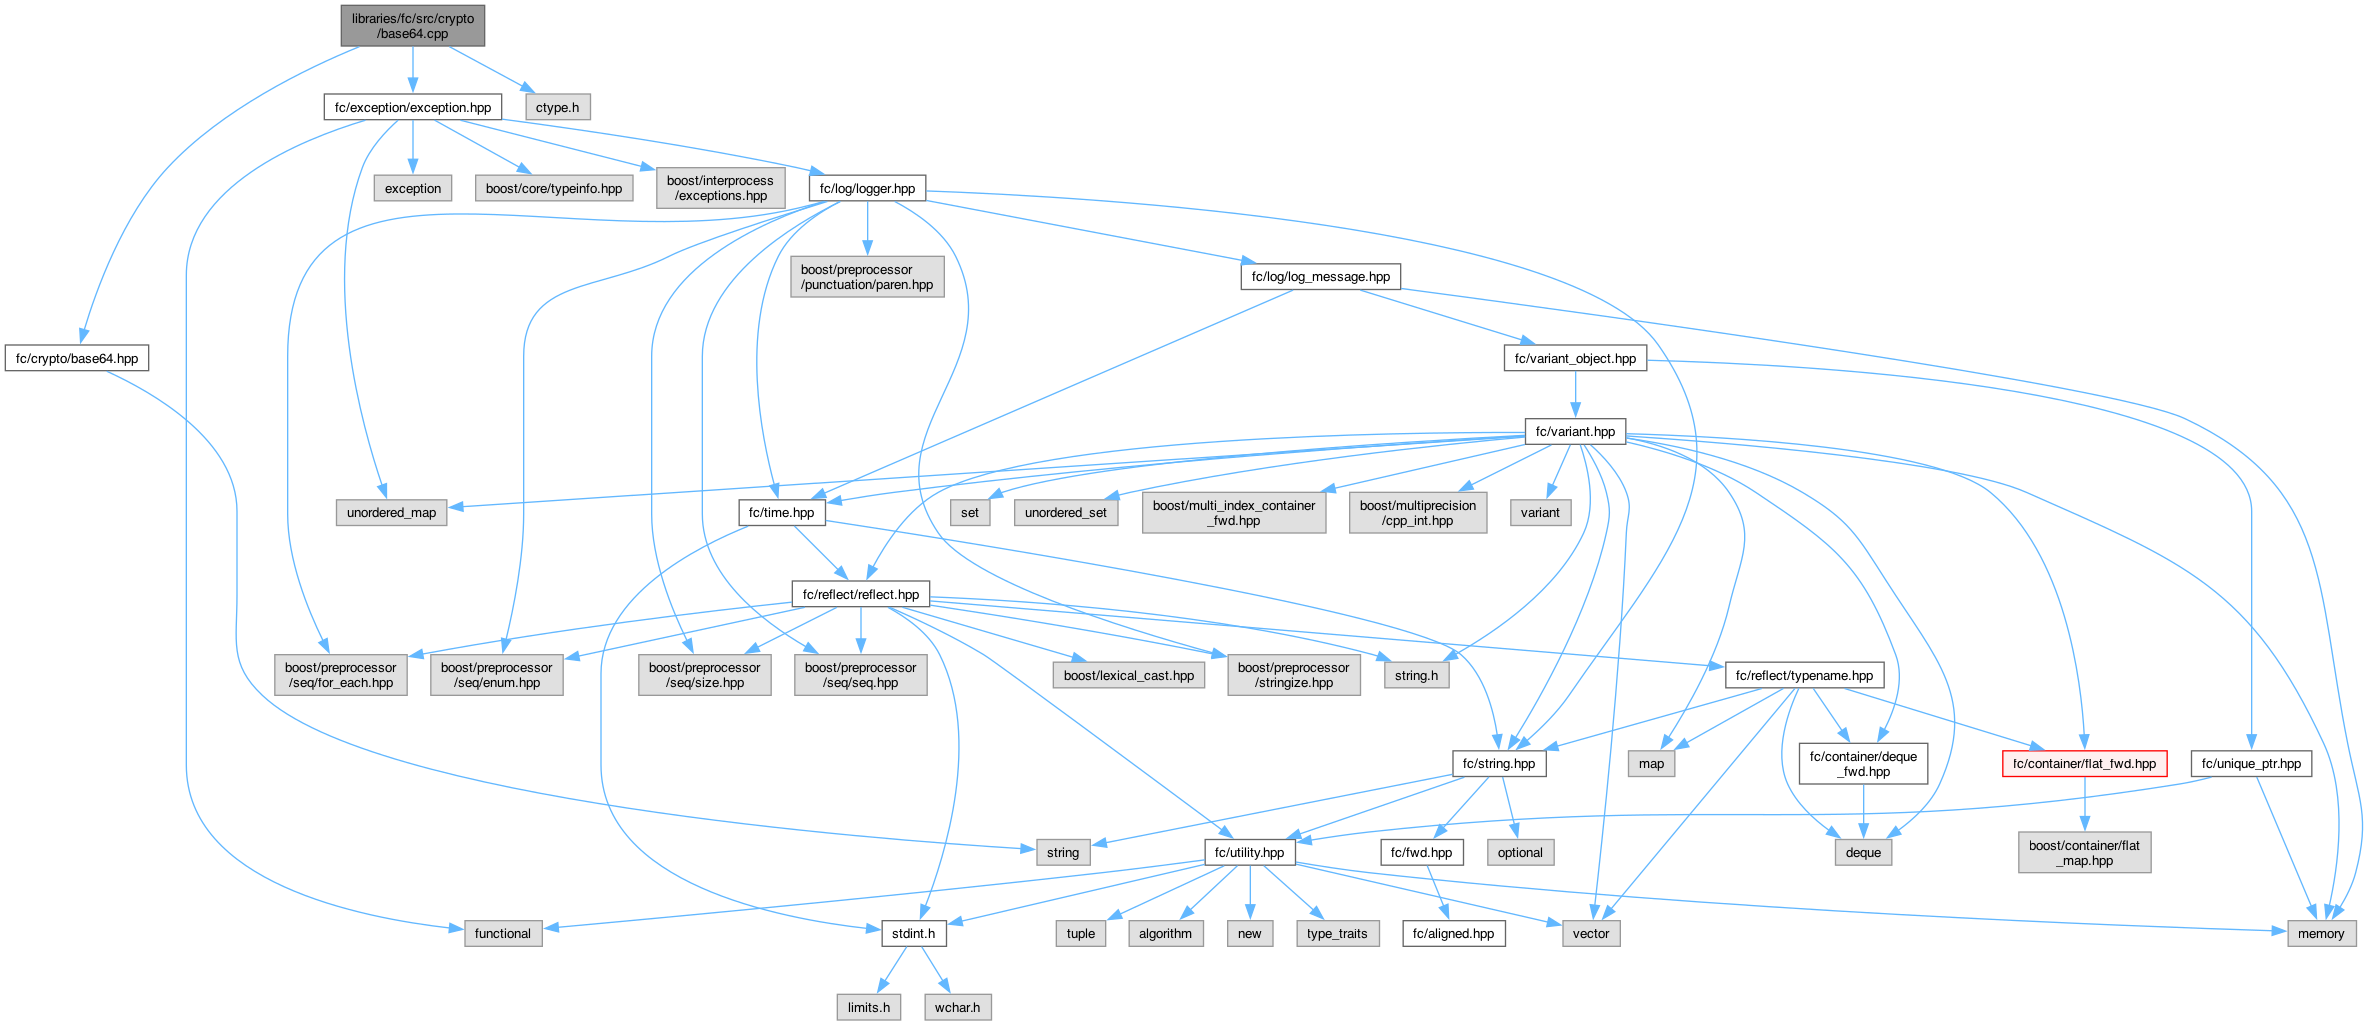 libraries/fc/src/crypto
/base64.cpp
fc/exception/exception.hpp
ctype.h
exception
boost/core/typeinfo.hpp
boost/interprocess
/exceptions.hpp
fc/log/logger.hpp
boost/preprocessor
/punctuation/paren.hpp
fc/log/log_message.hpp
fc/crypto/base64.hpp
fc/variant_object.hpp
fc/variant.hpp
unordered_map
fc/time.hpp
set
unordered_set
boost/multi_index_container
_fwd.hpp
boost/multiprecision
/cpp_int.hpp
variant
fc/reflect/reflect.hpp
boost/preprocessor
/seq/for_each.hpp
boost/preprocessor
/seq/enum.hpp
boost/preprocessor
/seq/size.hpp
boost/preprocessor
/seq/seq.hpp
boost/lexical_cast.hpp
boost/preprocessor
/stringize.hpp
string.h
fc/reflect/typename.hpp
fc/string.hpp
map
fc/container/deque
_fwd.hpp
fc/container/flat_fwd.hpp
fc/unique_ptr.hpp
string
fc/utility.hpp
fc/fwd.hpp
optional
deque
boost/container/flat
_map.hpp
functional
stdint.h
tuple
algorithm
new
type_traits
fc/aligned.hpp
vector
memory
limits.h
wchar.h